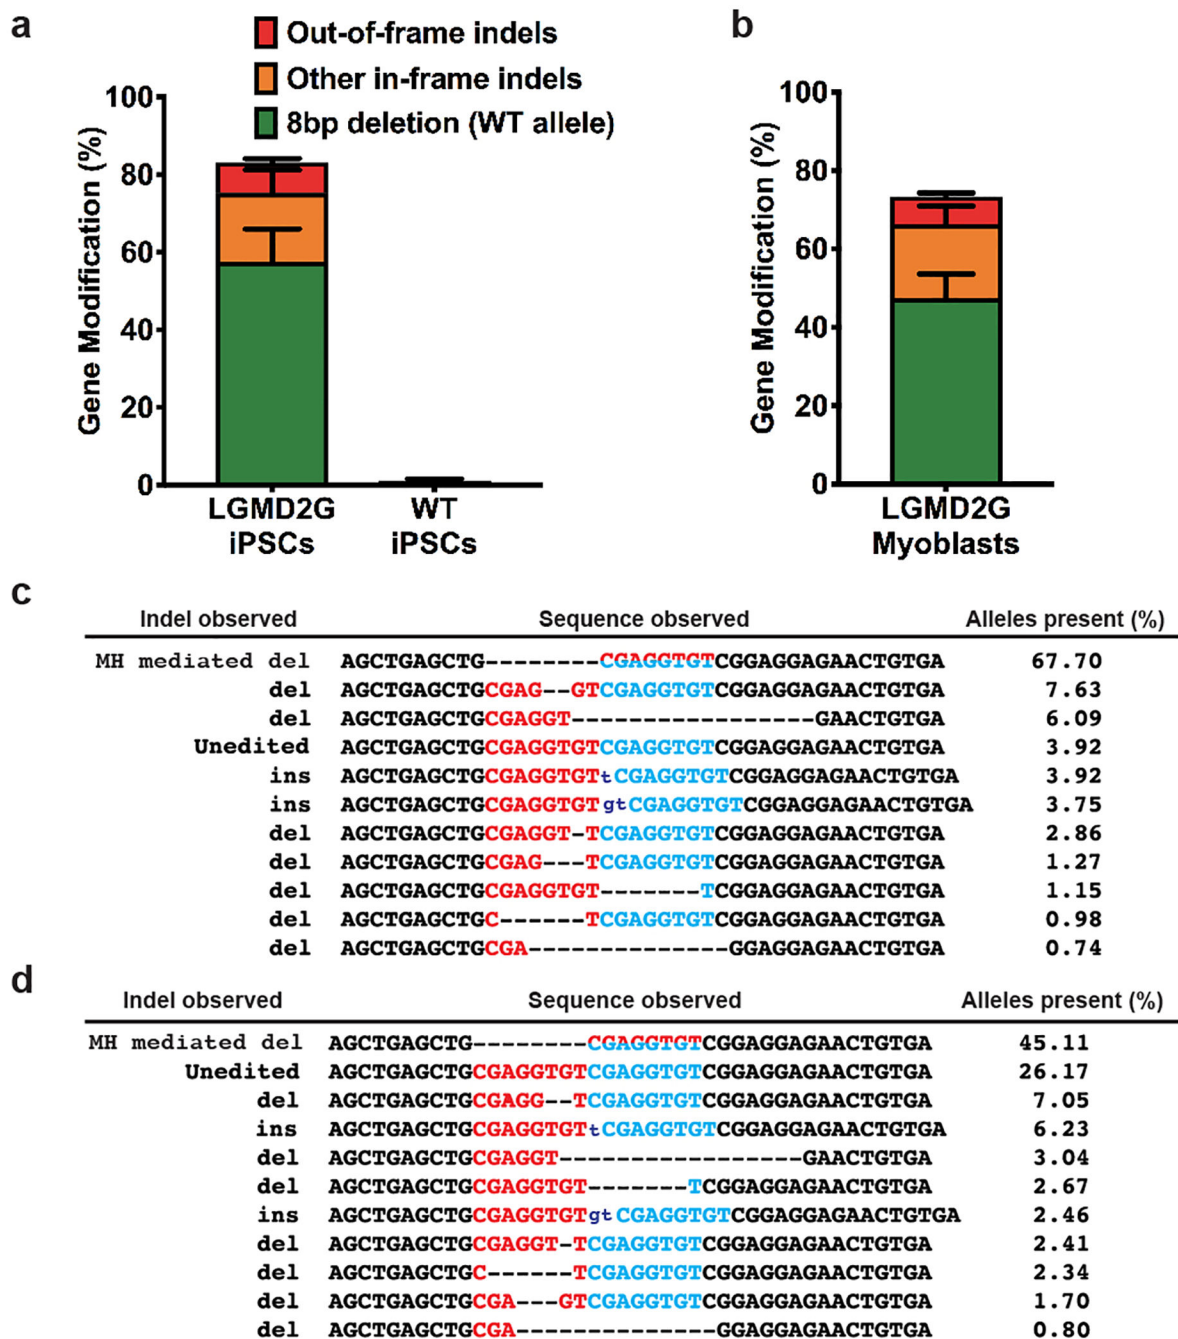 a
Out-of-frame indels
Other in-frame indels
8bp deletion (WT allele)
Gene Modification (%)
100
80
60
40
20
0
LGMD2G
iPSCs
WT
iPSCs
b
Gene Modification (%)
100
80
60
40
20
0
LGMD2G
Myoblasts
c
Indel observed Sequence observed Alleles present (%)
MH mediated del AGCTGAGCTG--------CGAGGTGTCGGAGGAGAACTGTGA 67.70
del AGCTGAGCTGCGAG--GTCGAGGTGTCGGAGGAGAACTGTGA 7.63
del AGCTGAGCTGCGAGGT-----------------GAACTGTGA 6.09
Unedited AGCTGAGCTGCGAGGTGTCGAGGTGTCGGAGGAGAACTGTGA 3.92
ins AGCTGAGCTGCGAGGTGTtCGAGGTGTCGGAGGAGAACTGTGA 3.92
ins AGCTGAGCTGCGAGGTGTgtCGAGGTGTCGGAGGAGAACTGTGA 3.75
del AGCTGAGCTGCGAGGT-TCGAGGTGTCGGAGGAGAACTGTGA 2.86
del AGCTGAGCTGCGAG---TCGAGGTGTCGGAGGAGAACTGTGA 1.27
del AGCTGAGCTGCGAGGTGT-------TCGGAGGAGAACTGTGA 1.15
del AGCTGAGCTGC------TCGAGGTGTCGGAGGAGAACTGTGA 0.98
del AGCTGAGCTGCGA--------------GGAGGAGAACTGTGA 0.74
d
Indel observed Sequence observed Alleles present (%)
MH mediated del AGCTGAGCTG--------CGAGGTGTCGGAGGAGAACTGTGA 45.11
Unedited AGCTGAGCTGCGAGGTGTCGAGGTGTCGGAGGAGAACTGTGA 26.17
del AGCTGAGCTGCGAGG--TCGAGGTGTCGGAGGAGAACTGTGA 7.05
ins AGCTGAGCTGCGAGGTGTtCGAGGTGTCGGAGGAGAACTGTGA 6.23
del AGCTGAGCTGCGAGGT-----------------GAACTGTGA 3.04
del AGCTGAGCTGCGAGGTGT-------TCGGAGGAGAACTGTGA 2.67
ins AGCTGAGCTGCGAGGTGTgtCGAGGTGTCGGAGGAGAACTGTGA 2.46
del AGCTGAGCTGCGAGGT-TCGAGGTGTCGGAGGAGAACTGTGA 2.41
del AGCTGAGCTGC------TCGAGGTGTCGGAGGAGAACTGTGA 2.34
del AGCTGAGCTGCGA---GTCGAGGTGTCGGAGGAGAACTGTGA 1.70
del AGCTGAGCTGCGA--------------GGAGGAGAACTGTGA 0.80